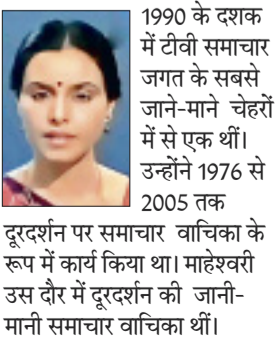 1990 के दशक
में टीवी समाचार
जगत के सबसे
जाने-माने चेहरों
में से एक थीं।
उन्होंने 1976 से
2005 तक
दूरदर्शन पर समाचार वाचिका के
रूप में कार्य किया था। माहेश्वरी
उस दौर में दूरदर्शन की जानी-
मानी समाचार वाचिका थीं।